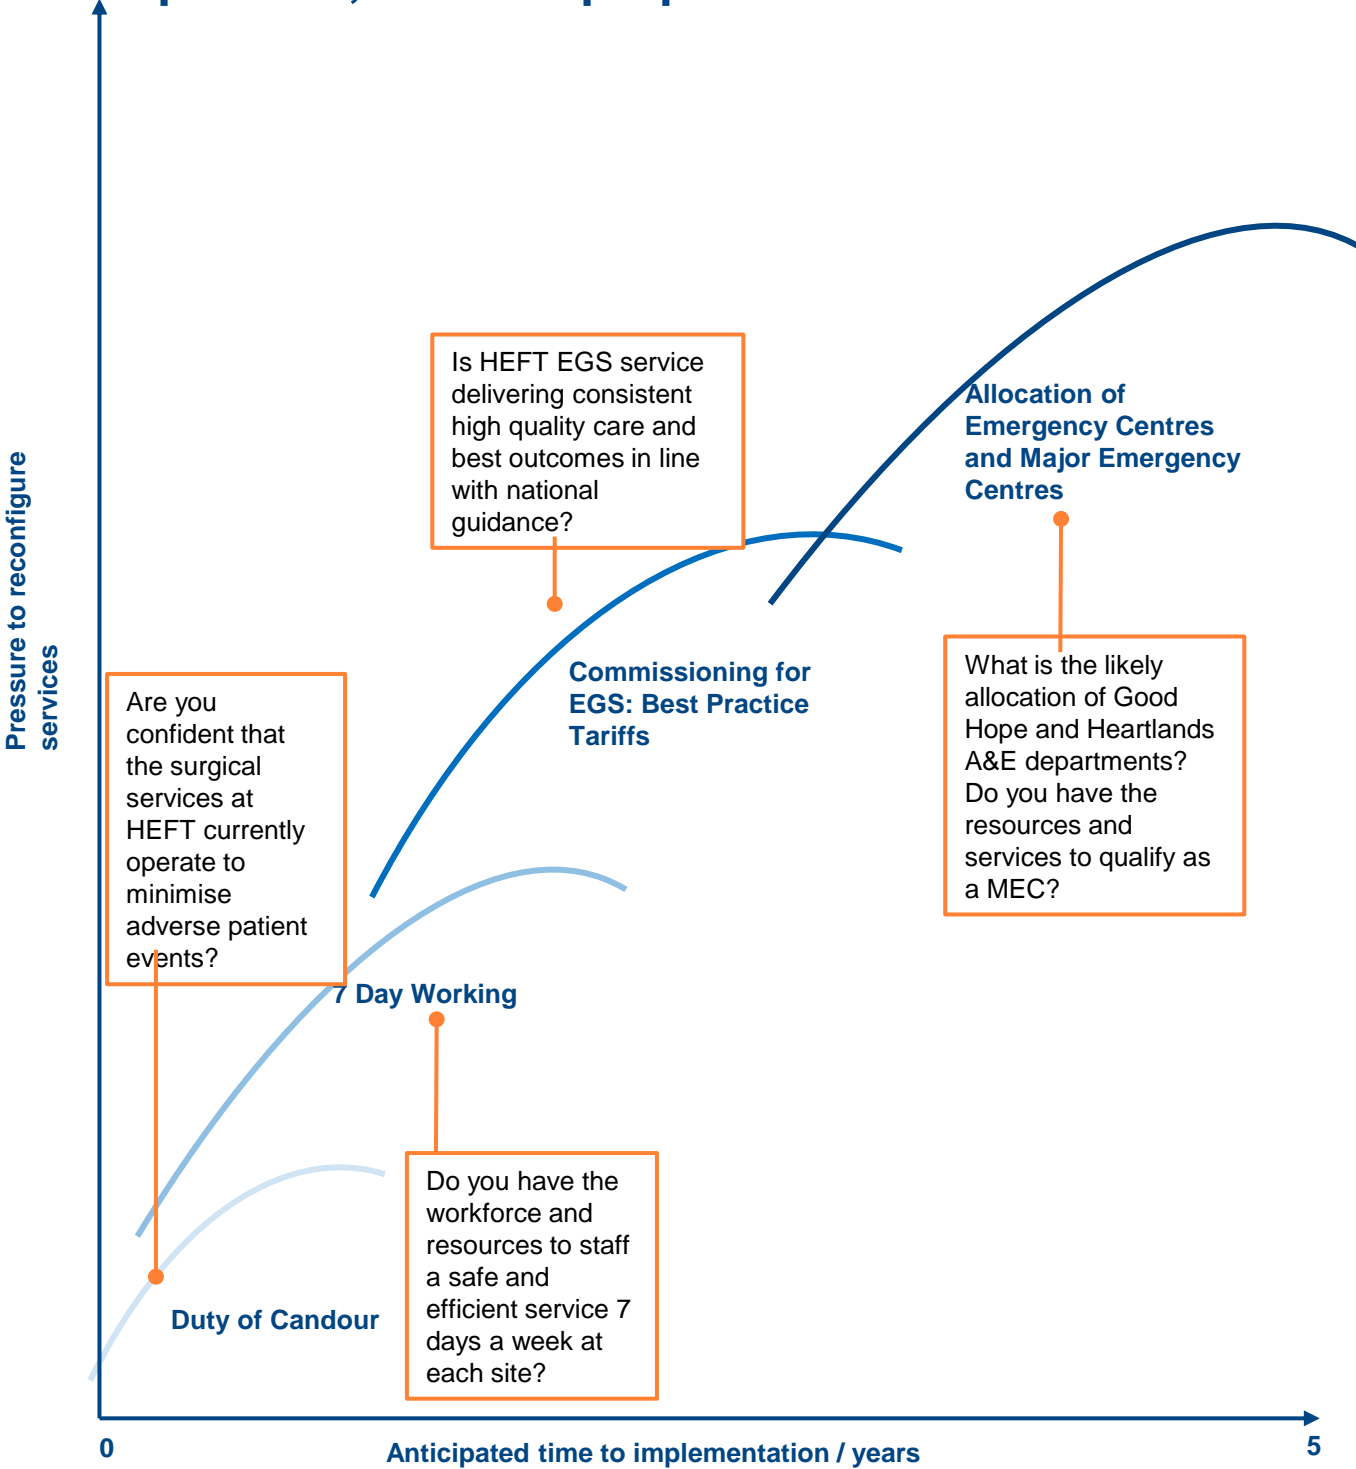 Is HEFT EGS service
delivering consistent
high quality care and
best outcomes in line
with national
guidance?
Allocation of
Emergency Centres
and Major Emergency
Centres
Pressure to reconfigure
services
Commissioning for
EGS: Best Practice
Tariffs
What is the likely
allocation of Good
Hope and Heartlands
A&E departments?
Do you have the
resources and
services to qualify as
a MEC?
Are you
confident that
the surgical
services at
HEFT currently
operate to
minimise
adverse patient
events?
7 Day Working
Do you have the
workforce and
resources to staff
a safe and
efficient service 7
days a week at
each site?
Duty of Candour
0
Anticipated time to implementation / years
5